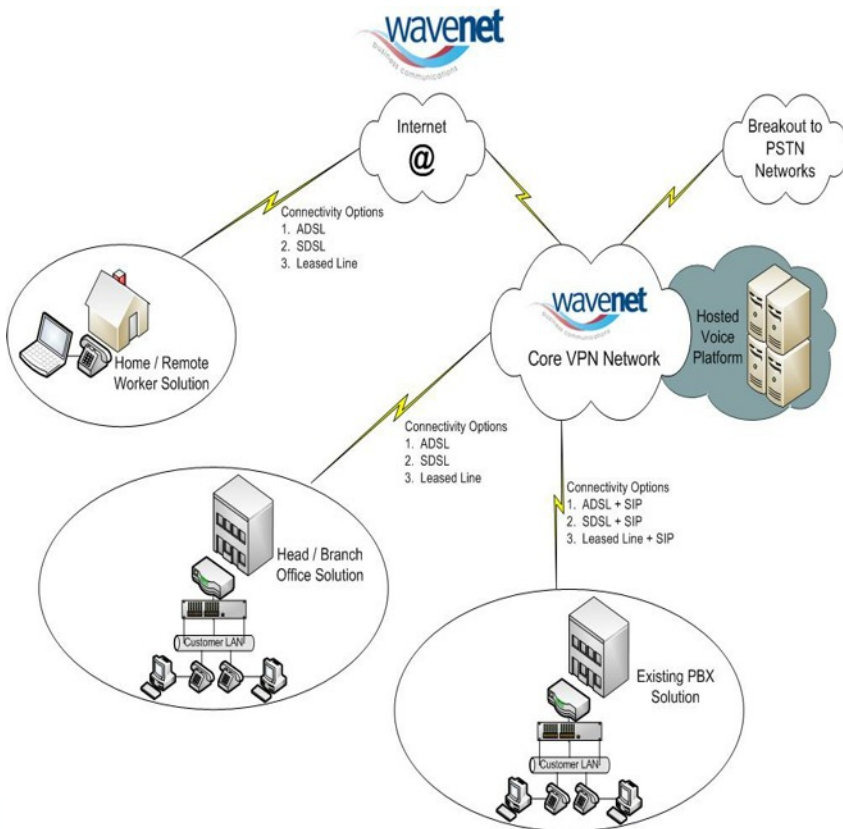 wavenet
business communications
Internet
@
Breakout to
PSTN
Networks
Connectivity Options
1. ADSL
2. SDSL
3. Leased Line
Home / Remote
Worker Solution
wavenet
business communications
Core VPN Network
Hosted
Voice
Platform
Connectivity Options
1. ADSL
2. SDSL
3. Leased Line
Head / Branch
Office Solution
Customer LAN
Connectivity Options
1. ADSL + SIP
2. SDSL + SIP
3. Leased Line + SIP
Existing PBX
Solution
Customer LAN